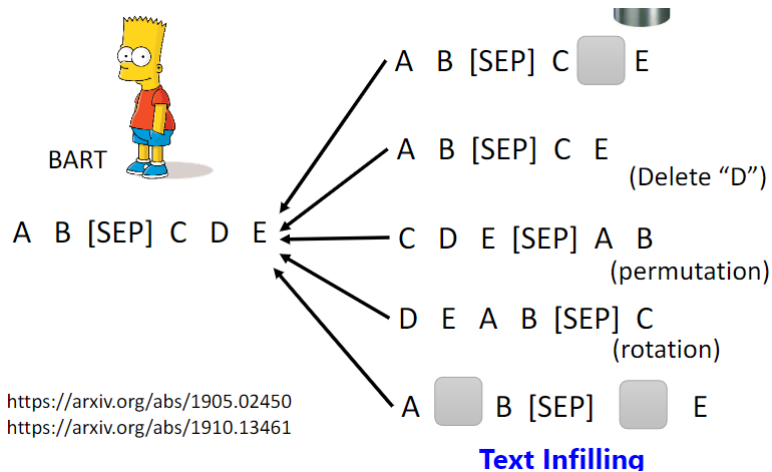 A B [SEP] C E
A B [SEP] C E
(Delete "D")
BART
A B [SEP] C D E
C D E [SEP] A B
(permutation)
D E A B [SEP] C
(rotation)
A B [SEP] E
https://arxiv.org/abs/1905.02450
https://arxiv.org/abs/1910.13461
Text Infilling